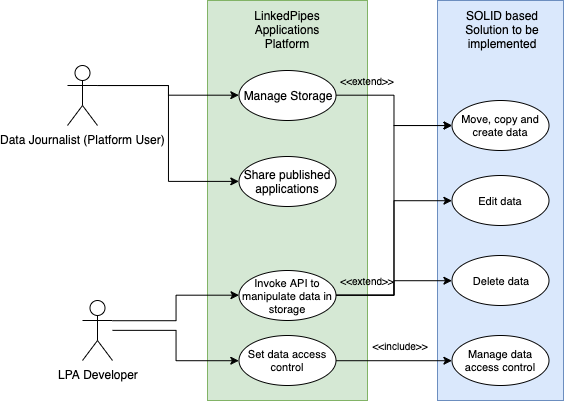 LinkedPipes
Applications
Platform
SOLID based
Solution to be
implemented
<<extend>>
Manage Storage
Move, copy and
create data
Data Journalist (Platform User)
Share published
applications
Edit data
Invoke API to
manipulate data in
storage
<<extend>>
Delete data
<<include>>
Set data access
control
Manage data
access control
LPA Developer